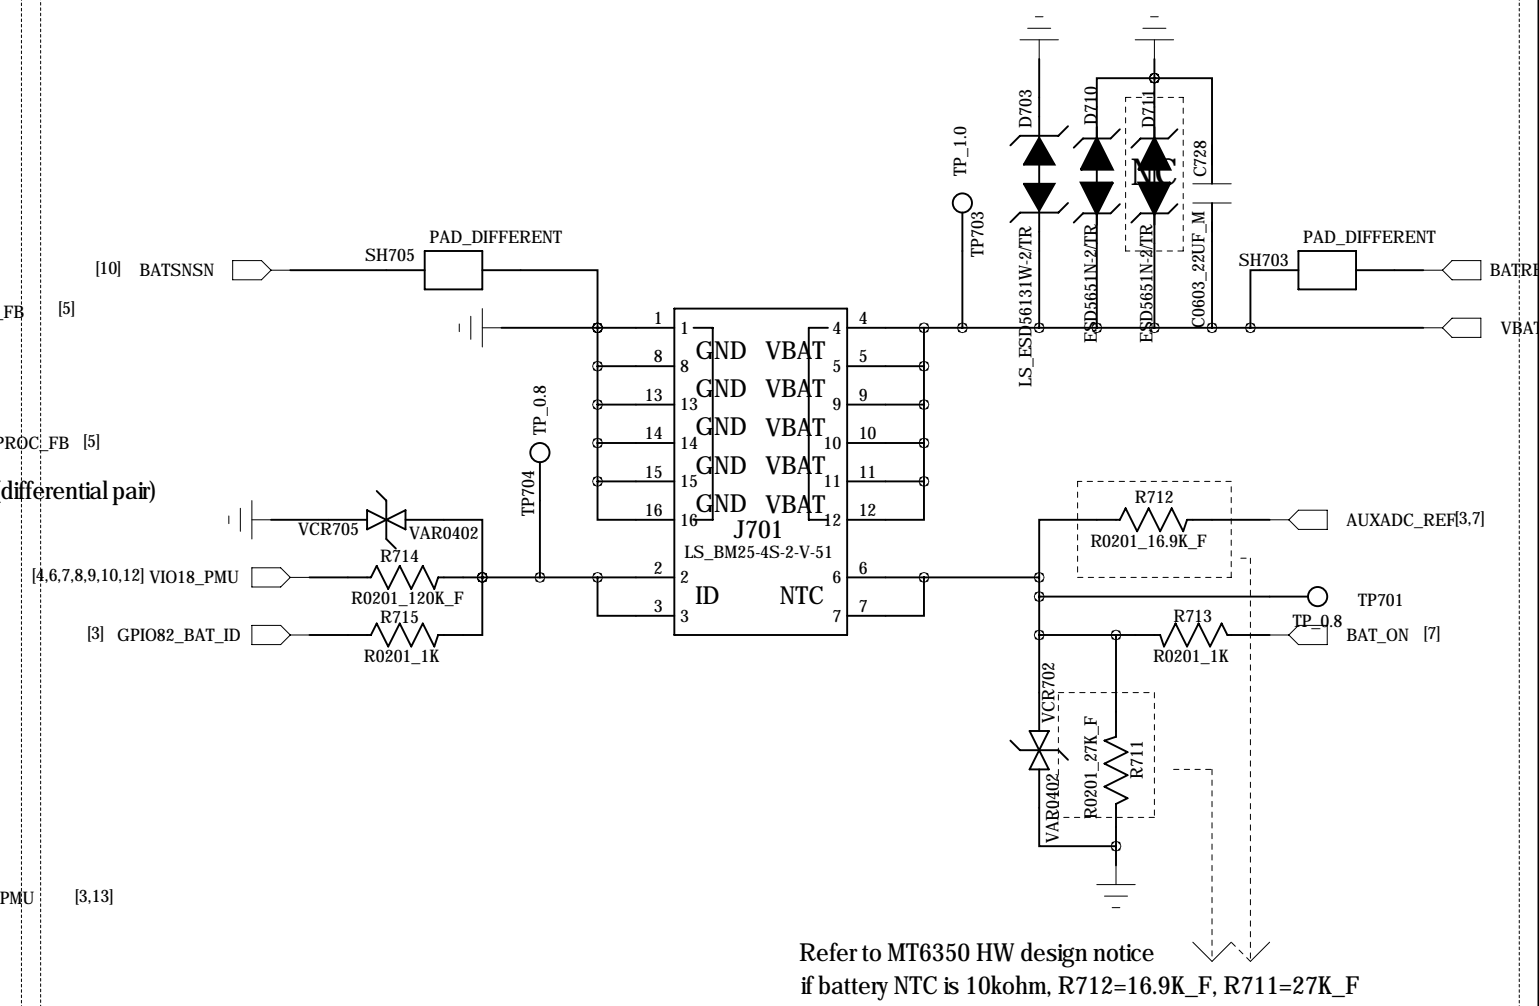 D703
D710
D711
C728
TP_1.0
TP703
LS_ESD56131W-2/TR
ESD5651N-2/TR
ESD5651N-2/TR
C0603_22UF_M
PAD_DIFFERENT
SH705
[10] BATSNSN
PAD_DIFFERENT
SH703
_FB [5]
1 1 4 4
GND VBAT
8 8 5 5
GND VBAT
13 13 9 9
GND VBAT
14 14 10 10
GND VBAT
15 15 11 11
GND VBAT
16 16 12 12
J701
LS_BM25-4S-2-V-51
2 2 6 6
ID NTC
3 3 7 7
TP_0.8
TP704
PROC_FB [5]
(differential pair)
VCR705
VAR0402
R714
[4,6,7,8,9,10,12] VIO18_PMU
R0201_120K_F
R715
[3] GPIO82_BAT_ID
R0201_1K
R712
AUXADC_REF[3,7]
R0201_16.9K_F
TP701
TP_0.8
R713
BAT_ON [7]
R0201_1K
VCR702
VAR0402
R0201_27K_F
R711
PMU [3,13]
Refer to MT6350 HW design notice
if battery NTC is 10kohm, R712=16.9K_F, R711=27K_F